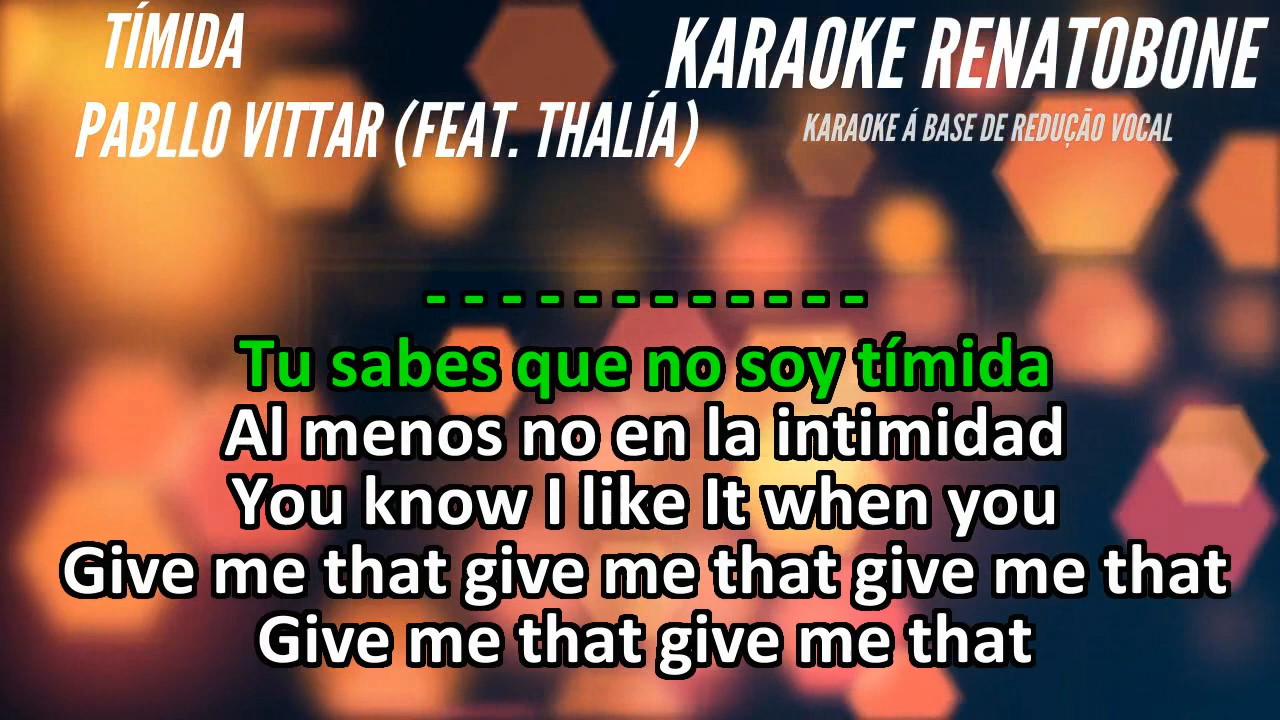 TÍMIDA
PABLLO VITTAR (FEAT. THALÍA)
KARAOKE RENATOBONE
KARAOKE Á BASE DE REDUÇÃO VOCAL
- - - - - - - - - - - -
Tu sabes que no soy tímida
Al menos no en la intimidad
You know I like It when you
Give me that give me that give me that
Give me that give me that